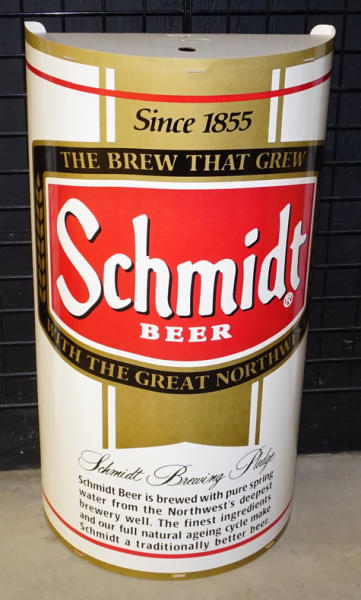 Since 1855
THE BREW THAT GREW
Schmidt®
BEER
WITH THE GREAT NORTHWEST
Schmidt Brewing Pledge
Schmidt Beer is brewed with pure spring
water from the Northwest's deepest
brewery well. The finest ingredients
and our full natural ageing cycle make
Schmidt a traditionally better beer.